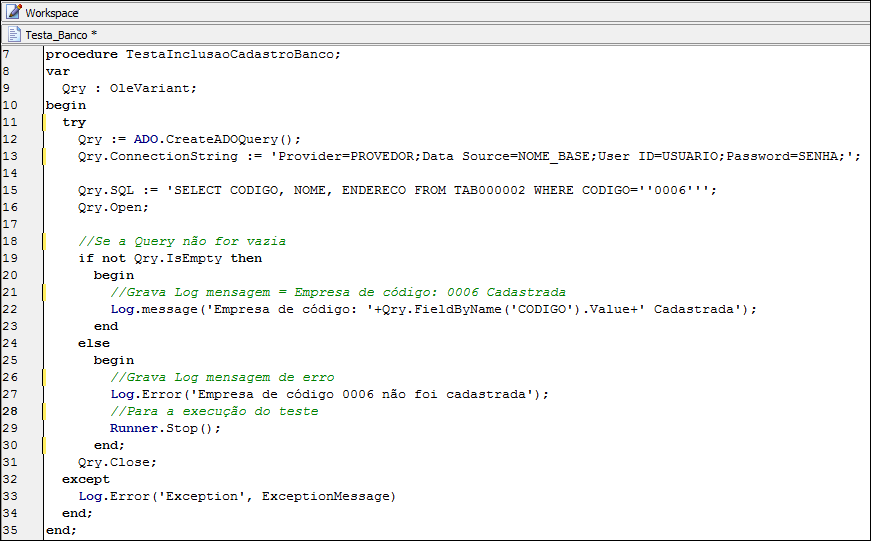 Workspace
Testa_Banco *
7 procedure TestaInclusaoCadastroBanco;
8 var
9   Qry : OleVariant;
10 begin
11   try
12     Qry := ADO.CreateADOQuery();
13     Qry.ConnectionString := 'Provider=PROVEDOR;Data Source=NOME_BASE;User ID=USUARIO;Password=SENHA;';
14
15     Qry.SQL := 'SELECT CODIGO, NOME, ENDERECO FROM TAB000002 WHERE CODIGO=''0006''';
16     Qry.Open;
17
18     //Se a Query não for vazia
19     if not Qry.IsEmpty then
20       begin
21         //Grava Log mensagem = Empresa de código: 0006 Cadastrada
22         Log.message('Empresa de código: '+Qry.FieldByName('CODIGO').Value+' Cadastrada');
23       end
24     else
25       begin
26         //Grava Log mensagem de erro
27         Log.Error('Empresa de código 0006 não foi cadastrada');
28         //Para a execução do teste
29         Runner.Stop();
30       end;
31     Qry.Close;
32   except
33     Log.Error('Exception', ExceptionMessage)
34   end;
35 end;